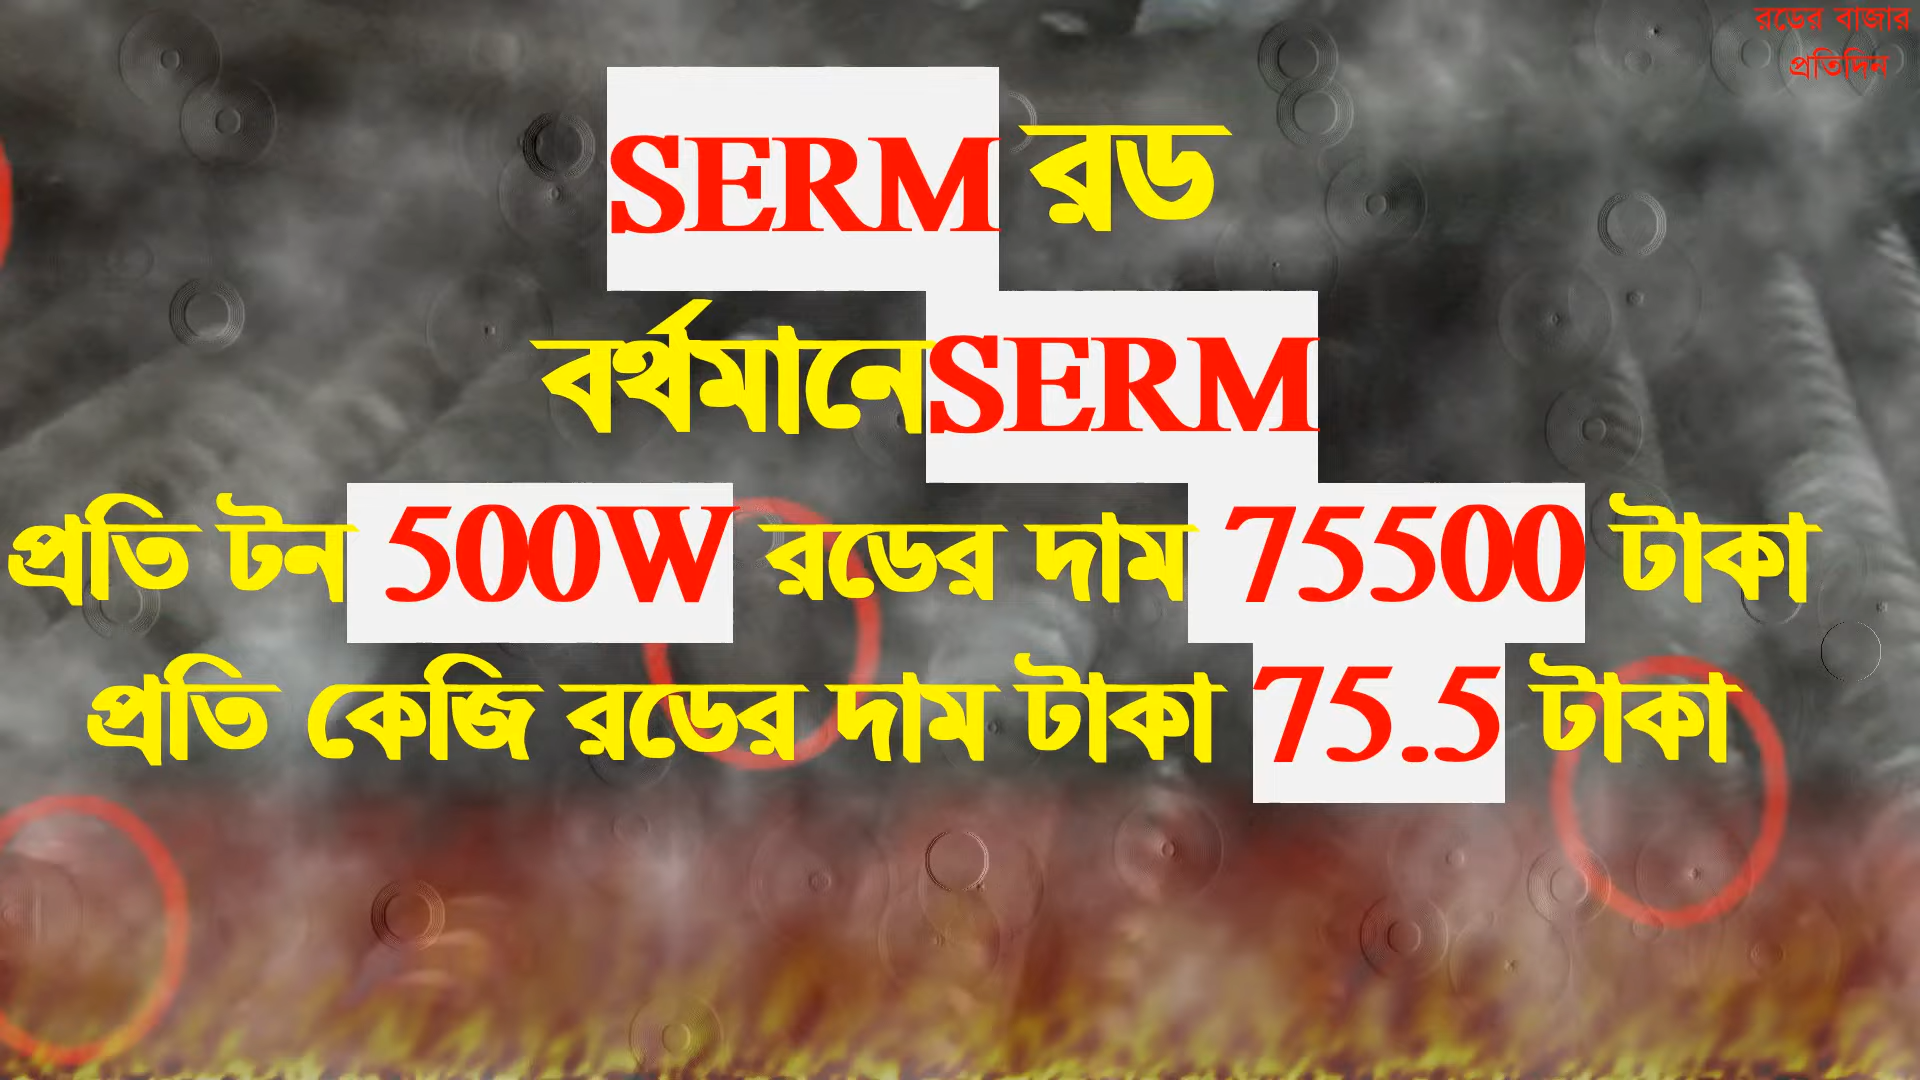 রডের বাজার
প্রতিদিন
SERM রড
বর্থমানে SERM
প্রতি টন 500W রডের দাম 75500 টাকা
প্রতি কেজি রডের দাম টাকা 75.5 টাকা